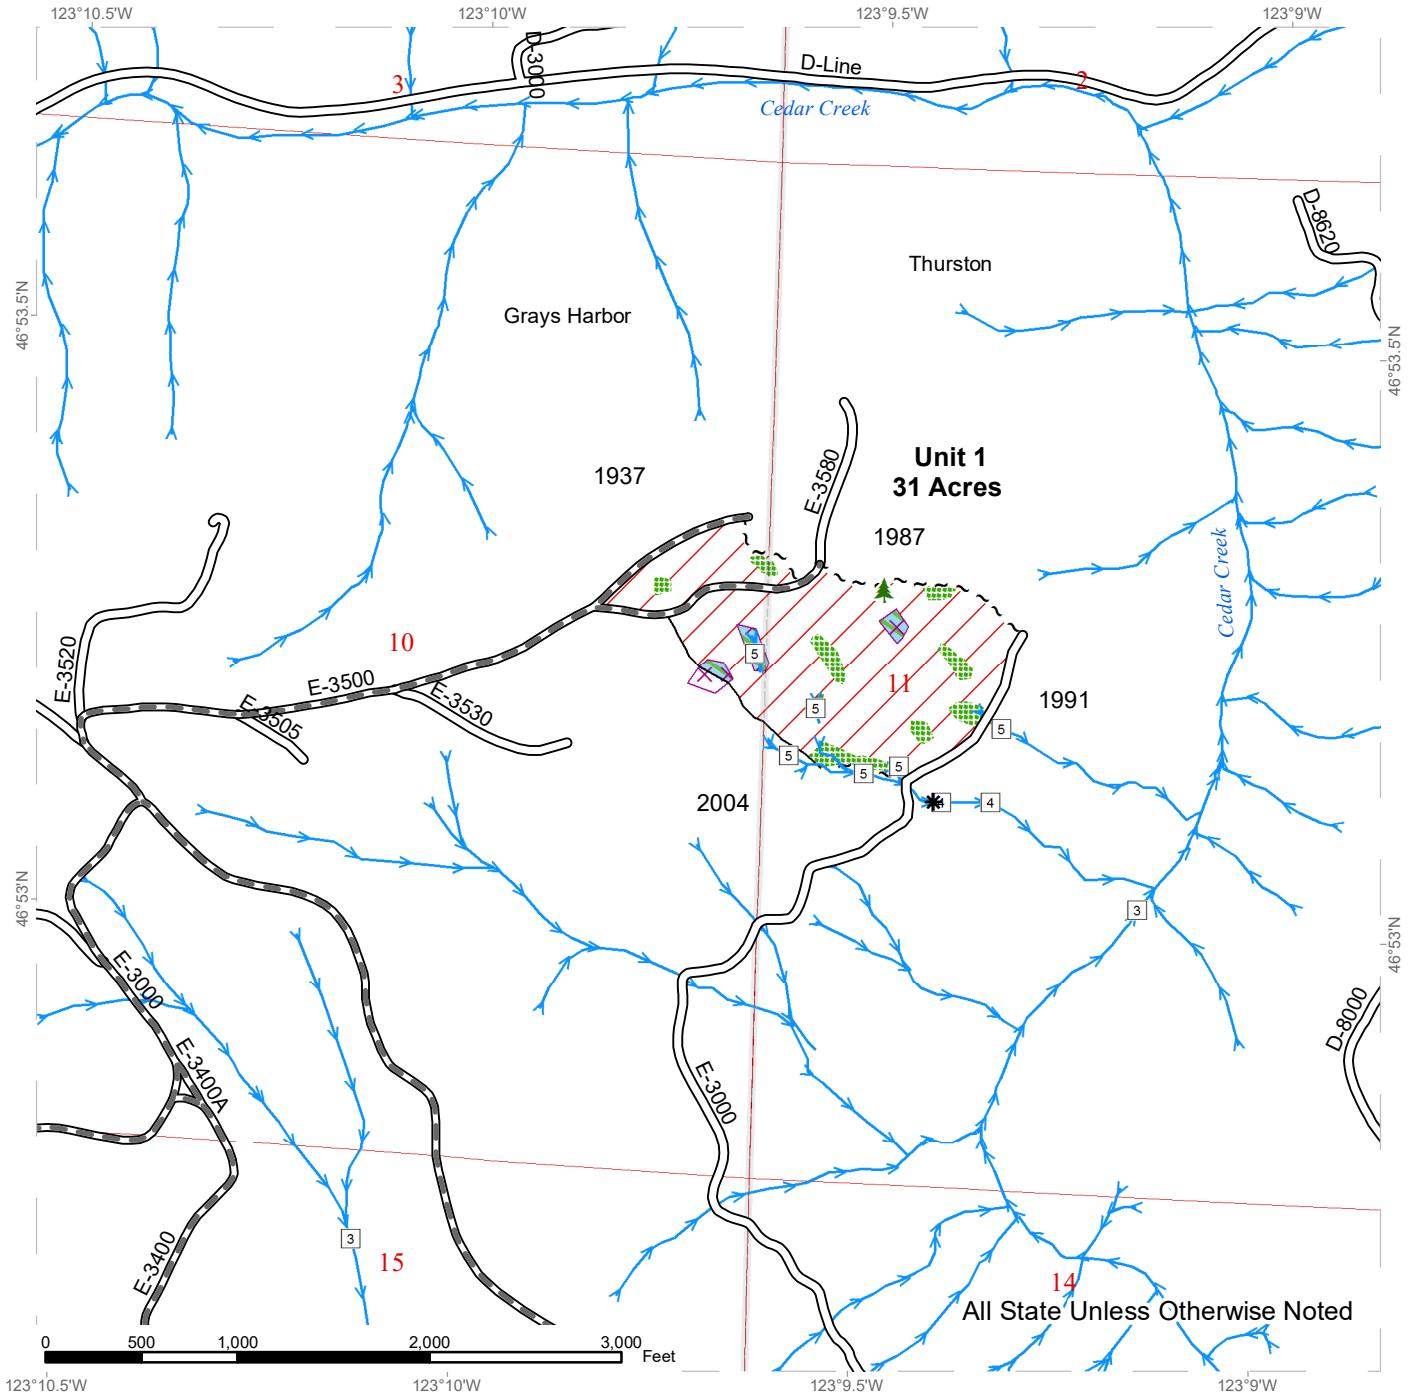 123°10.5'W
123°10'W
123°9.5'W
123°9'W
D-3000
D-Line
3
2
Cedar Creek
D-8620
Thurston
46°53.5'N
Grays Harbor
46°53.5'N
E-3580
Unit 1
31 Acres
1937
1987
Cedar Creek
10
E-3520
5
E-3500
11
E-3505
E-3530
1991
5
5
5
5
5
2004
4
4
46°53'N
3
46°53'N
E-3000
D-8000
E-3400A
E-3000
3
E-3400
15
14
All State Unless Otherwise Noted
0
500
1,000
2,000
3,000
Feet
123°10.5'W
123°10'W
123°9.5'W
123°9'W